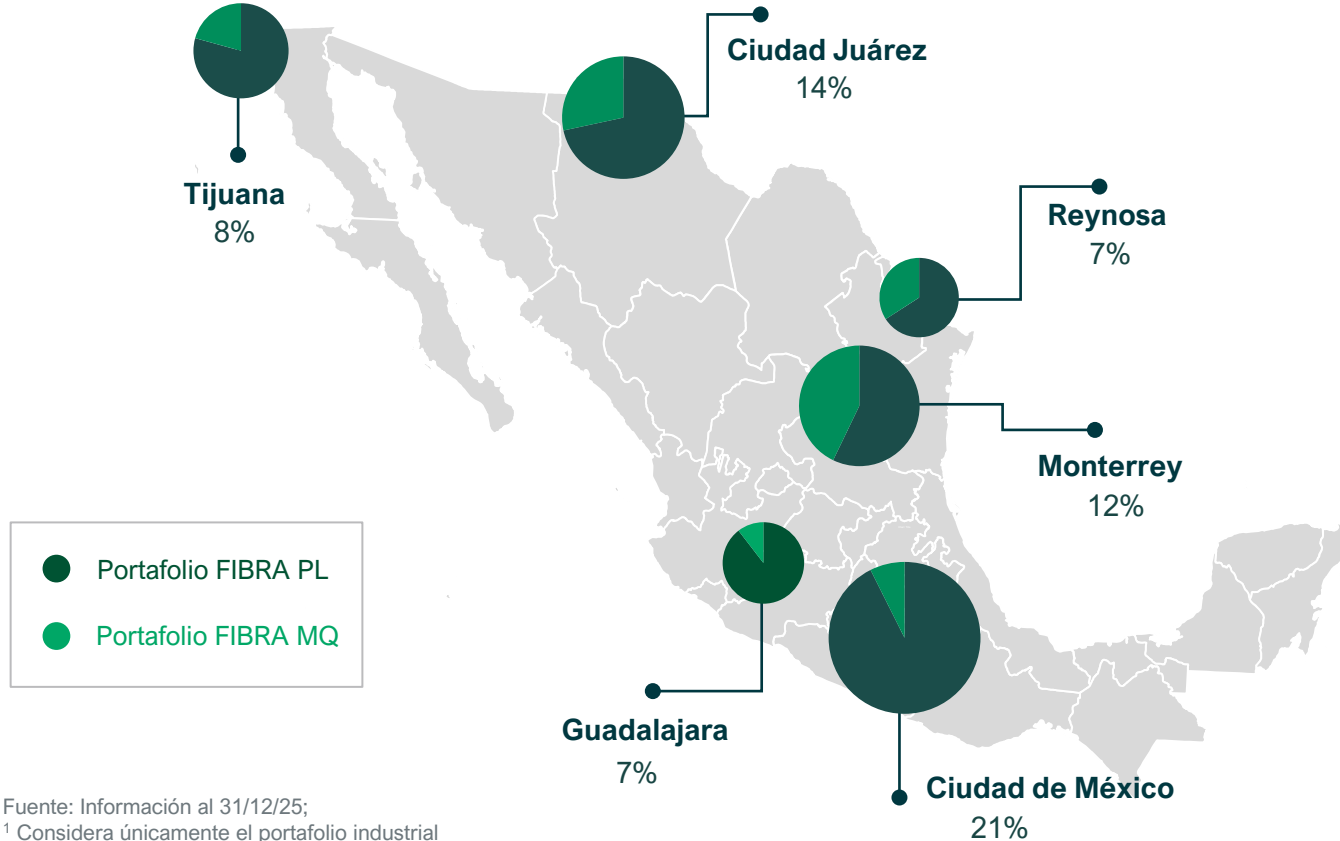 Ciudad Juárez
14%
Tijuana
8%
Reynosa
7%
Monterrey
12%
Portafolio FIBRA PL
Portafolio FIBRA MQ
Guadalajara
7%
Ciudad de México
21%
Fuente: Información al 31/12/25;
¹ Considera únicamente el portafolio industrial